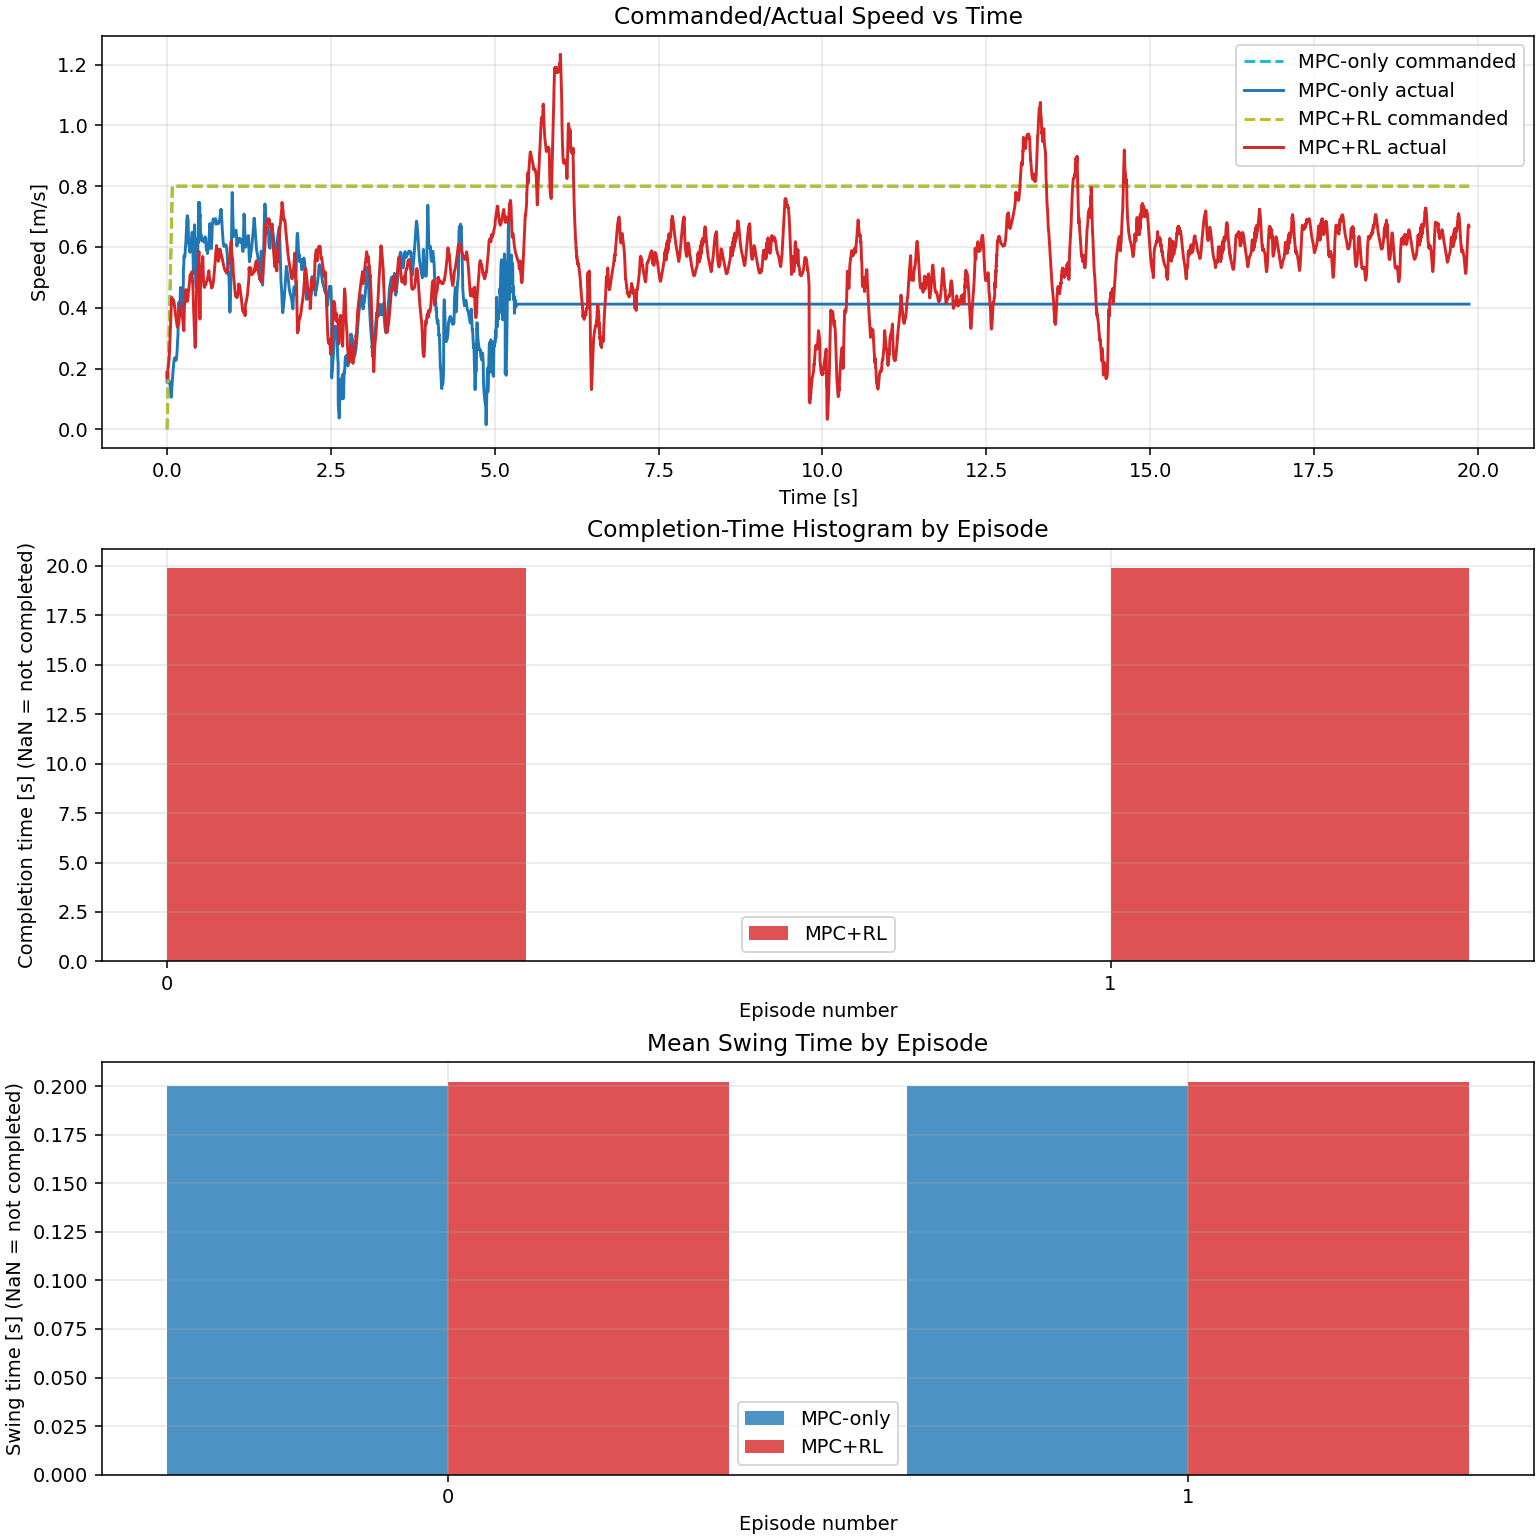 Commanded/Actual Speed vs Time
Speed [m/s]
1.2
1.0
0.8
0.6
0.4
0.2
0.0
MPC-only commanded
MPC-only actual
MPC+RL commanded
MPC+RL actual
0.0 2.5 5.0 7.5 10.0 12.5 15.0 17.5 20.0
Time [s]
Completion-Time Histogram by Episode
Completion time [s] (NaN = not completed)
20.0
17.5
15.0
12.5
10.0
7.5
5.0
2.5
0.0
MPC+RL
0 1
Episode number
Mean Swing Time by Episode
Swing time [s] (NaN = not completed)
0.200
0.175
0.150
0.125
0.100
0.075
0.050
0.025
0.000
MPC-only
MPC+RL
0 1
Episode number